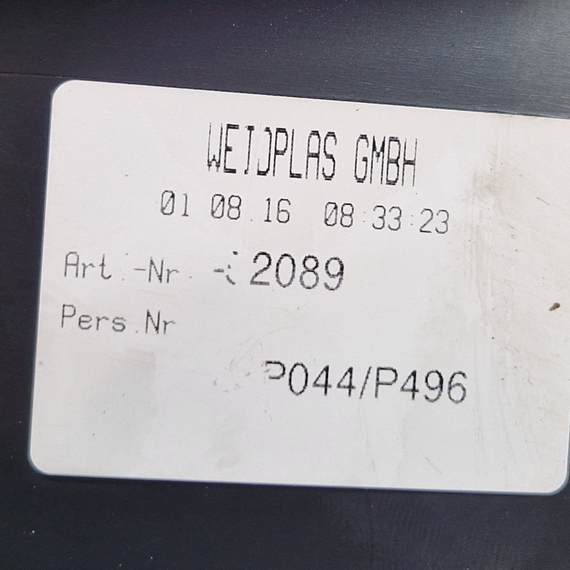 WEIJPLAS GMBH
01 08.16 08:33:23
Art.-Nr. 2089
Pers.Nr
P044/P496